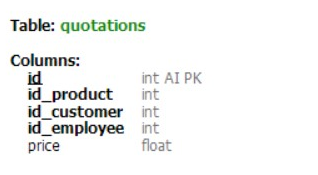 Table: quotations
Columns:
id int AI PK
id_product int
id_customer int
id_employee int
price float